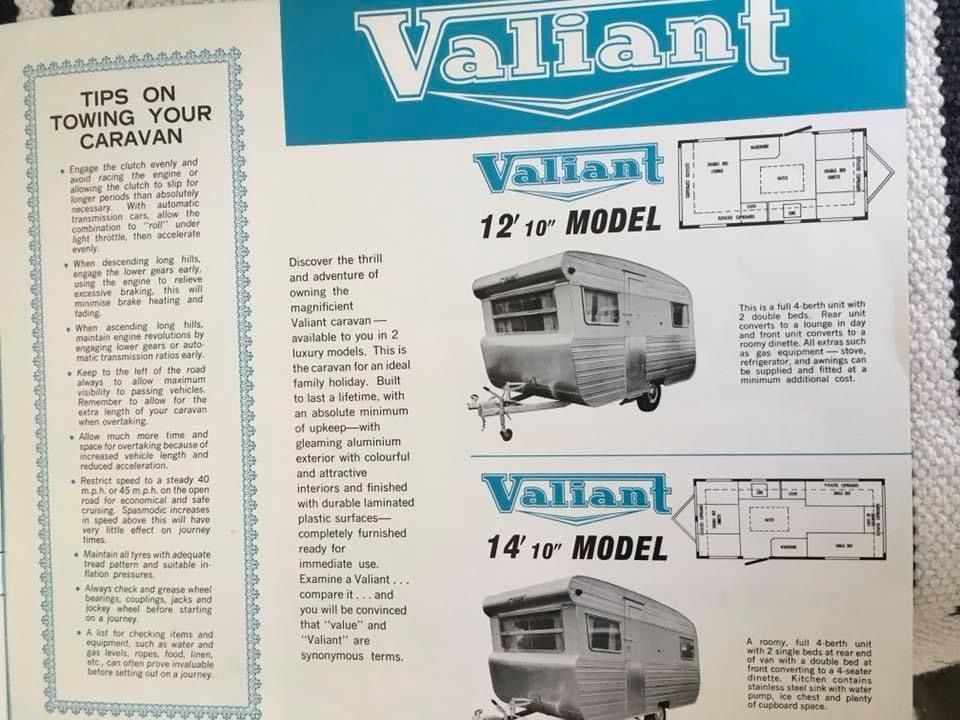 TIPS ON
TOWING YOUR
CARAVAN
• Engage the clutch evenly and
avoid racing the engine or
allowing the clutch to slip for
longer periods than absolutely
necessary. With automatic
transmission cars, allow the
combination to "roll" under
light throttle, then accelerate
evenly.
• When descending long hills,
engage the lower gears early,
using the engine to relieve
excessive braking, this will
minimise brake heating and
fading.
• When ascending long hills,
maintain engine revolutions by
engaging lower gears or auto-
matic transmission ratios early.
• Keep to the left of the road
always to allow maximum
visibility to passing vehicles.
Remember to allow for the
extra length of your caravan
when overtaking.
• Allow much more time and
space for overtaking because of
increased vehicle length and
reduced acceleration.
• Restrict speed to a steady 40
m.p.h. or 45 m.p.h. on the open
road for economical and safe
cruising. Spasmodic increases
in speed above this will have
very little effect on journey
times.
• Maintain all tyres with adequate
tread pattern and suitable in-
flation pressures.
• Always check and grease wheel
bearings, couplings, jacks and
jockey wheel before starting
on a journey.
• A list for checking items and
equipment, such as water and
gas levels, ropes, food, linen,
etc., can often prove invaluable
before setting out on a journey.
Valiant
Discover the thrill
and adventure of
owning the
magnificient
Valiant caravan—
available to you in 2
luxury models. This is
the caravan for an ideal
family holiday. Built
to last a lifetime, with
an absolute minimum
of upkeep—with
gleaming aluminium
exterior with colourful
and attractive
interiors and finished
with durable laminated
plastic surfaces—
completely furnished
ready for
immediate use.
Examine a Valiant . . .
compare it . . . and
you will be convinced
that "value" and
"Valiant" are
synonymous terms.
Valiant
12' 10" MODEL
WARDROBE
DOUBLE BED
LOUNGE
HATCH
DOUBLE BED
DINETTE
SINK
ELEVATED CUPBOARDS
This is a full 4-berth unit with
2 double beds. Rear unit
converts to a lounge in day
and front unit converts to a
roomy dinette. All extras such
as gas equipment — stove,
refrigerator, and awnings can
be supplied and fitted at a
minimum additional cost.
Valiant
14' 10" MODEL
SINK
SINGLE BED
HATCH
WARDROBE
A roomy, full 4-berth unit
with 2 single beds at rear end
of van with a double bed at
front converting to a 4-seater
dinette. Kitchen contains
stainless steel sink with water
pump, ice chest and plenty
of cupboard space.